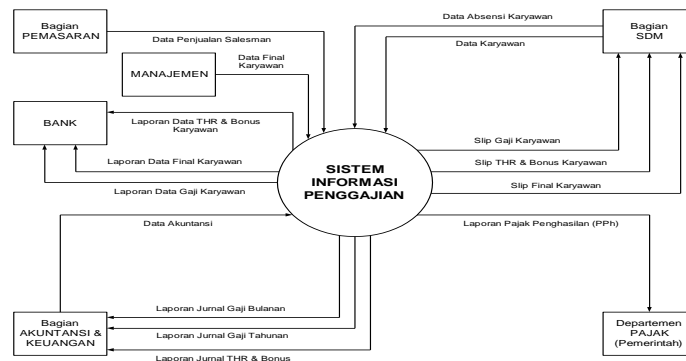 Bagian
PEMASARAN
Data Penjualan Salesman
MANAJEMEN
Data Final
Karyawan
BANK
Laporan Data THR & Bonus
Karyawan
Laporan Data Final Karyawan
Laporan Data Gaji Karyawan
Data Absensi Karyawan
Data Karyawan
Bagian
SDM
SISTEM
INFORMASI
PENGGAJIAN
Slip Gaji Karyawan
Slip THR & Bonus Karyawan
Slip Final Karyawan
Data Akuntansi
Laporan Pajak Penghasilan (PPh)
Bagian
AKUNTANSI &
KEUANGAN
Laporan Jurnal Gaji Bulanan
Laporan Jurnal Gaji Tahunan
Laporan Jurnal THR & Bonus
Departemen
PAJAK
(Pemerintah)